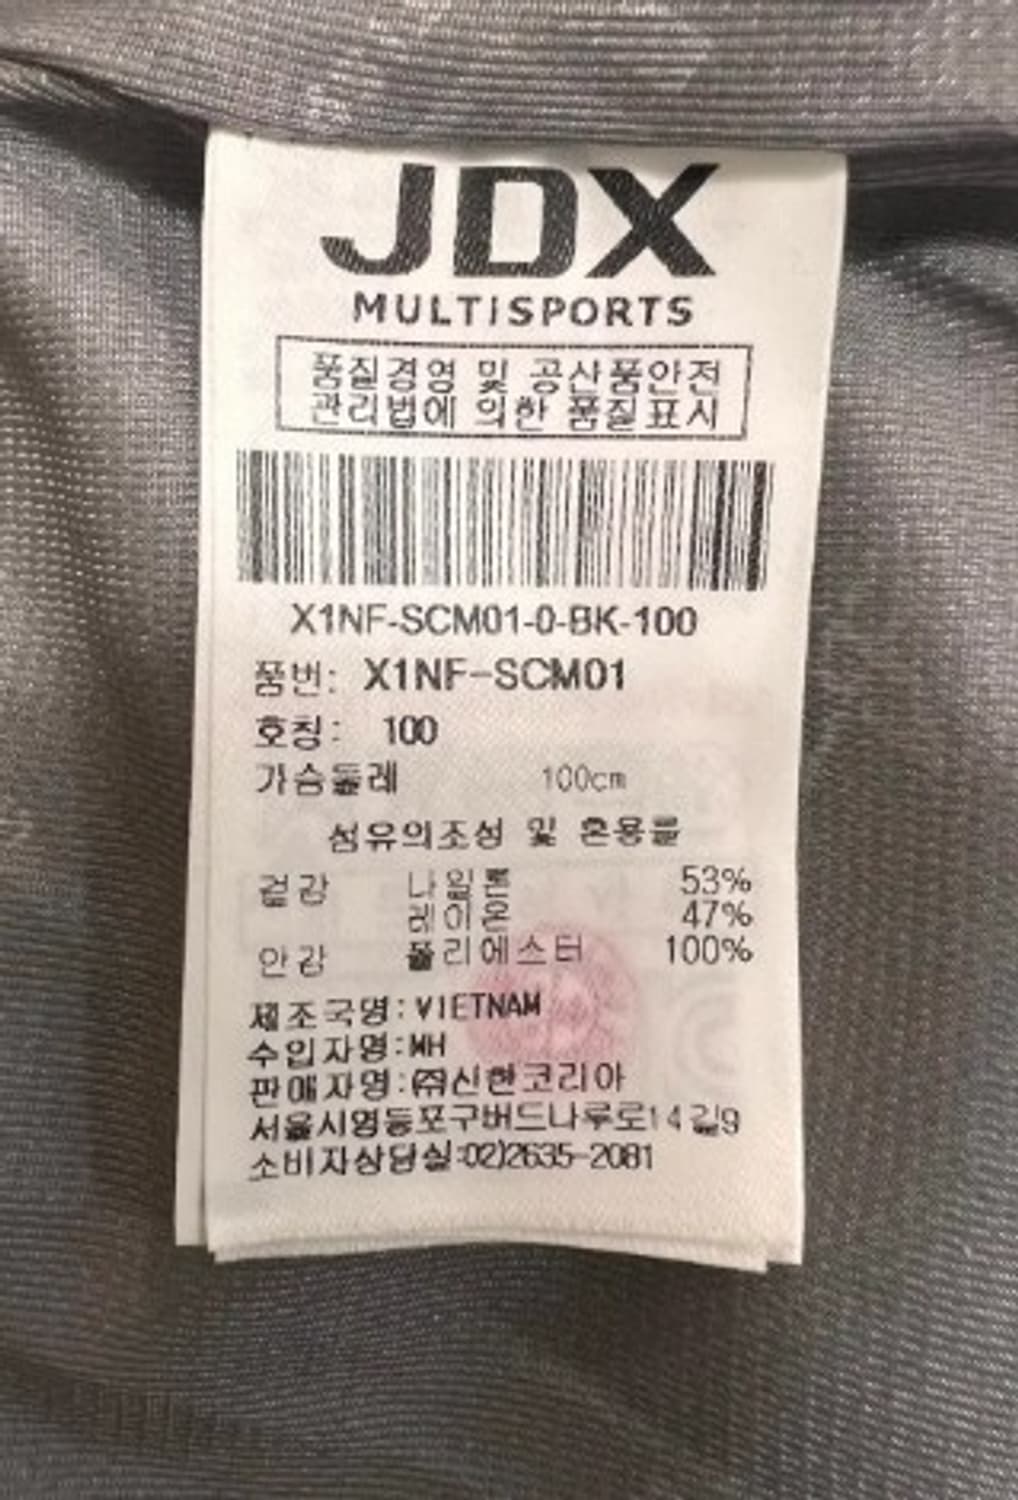 JDX
MULTISPORTS
품질경영 및 공산품안전
관리법에 의한 품질표시
X1NF-SCM01-0-BK-100
품번: X1NF-SCM01
호칭: 100
가슴둘레 100cm
섬유의조성 및 혼용률
겉감 나일론 53%
레이온 47%
안감 폴리에스터 100%
제조국명:VIETNAM
수입자명:MH
판매자명:㈜신한코리아
서울시영등포구버드나루로14길9
소비자상담실:02)2635-2081